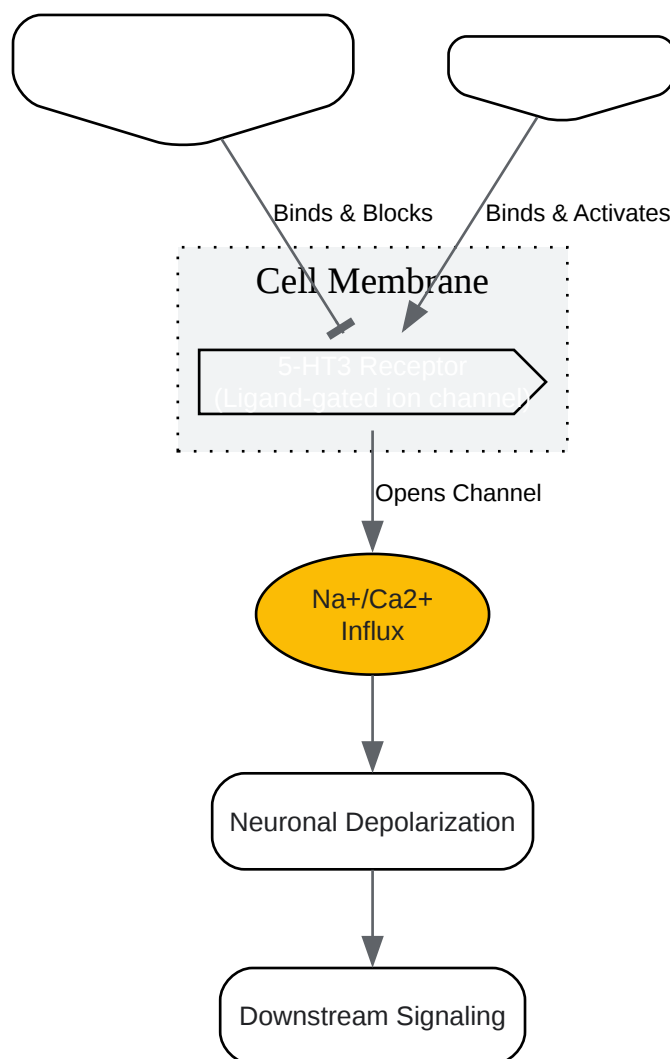 Binds & Blocks
Binds & Activates
Cell Membrane
5-HT3 Receptor
(Ligand-gated ion channel)
Opens Channel
Na+/Ca2+
Influx
Neuronal Depolarization
Downstream Signaling